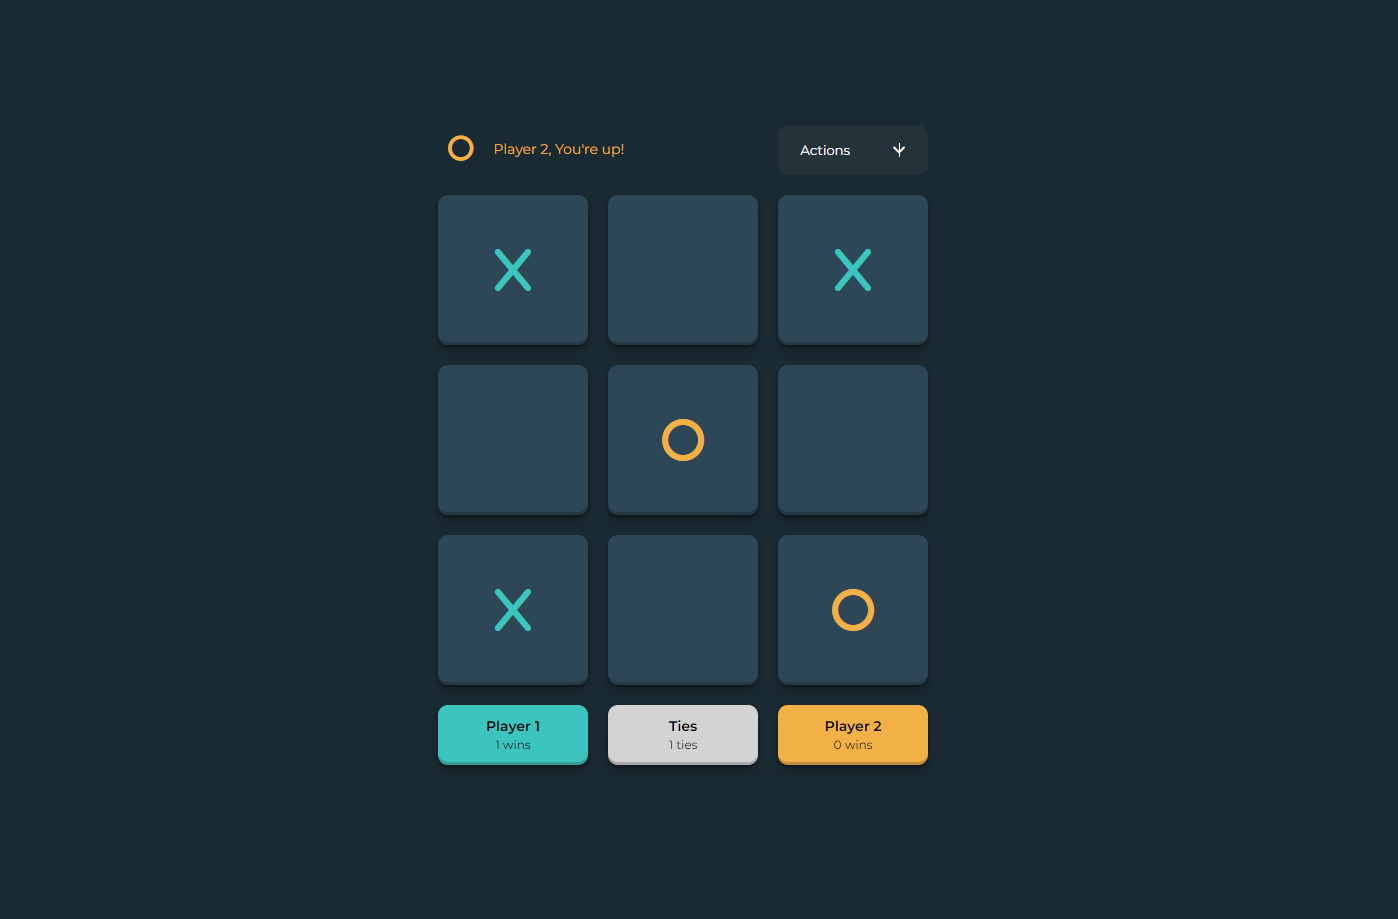 Player 2, You're up!
Actions
Player 1
1 wins
Ties
1 ties
Player 2
0 wins